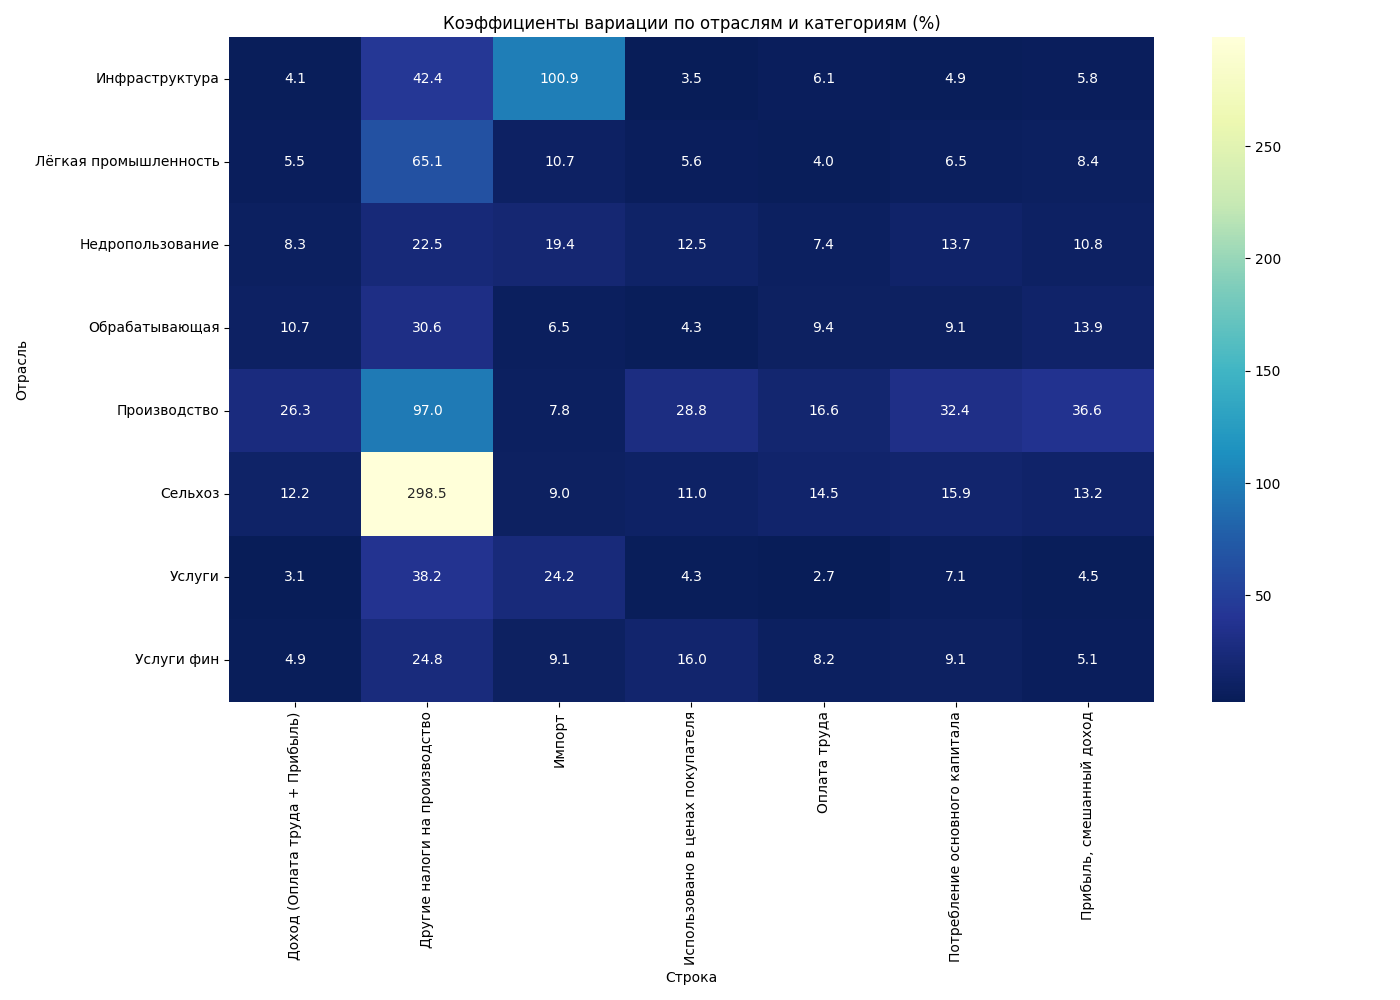 Коэффициенты вариации по отраслям и категориям (%)
Отрасль
Инфраструктура 4.1 42.4 100.9 3.5 6.1 4.9 5.8
Лёгкая промышленность 5.5 65.1 10.7 5.6 4.0 6.5 8.4
Недропользование 8.3 22.5 19.4 12.5 7.4 13.7 10.8
Обрабатывающая 10.7 30.6 6.5 4.3 9.4 9.1 13.9
Производство 26.3 97.0 7.8 28.8 16.6 32.4 36.6
Сельхоз 12.2 298.5 9.0 11.0 14.5 15.9 13.2
Услуги 3.1 38.2 24.2 4.3 2.7 7.1 4.5
Услуги фин 4.9 24.8 9.1 16.0 8.2 9.1 5.1
Доход (Оплата труда + Прибыль)
Другие налоги на производство
Импорт
Использовано в ценах покупателя
Оплата труда
Потребление основного капитала
Прибыль, смешанный доход
Строка
250
200
150
100
50